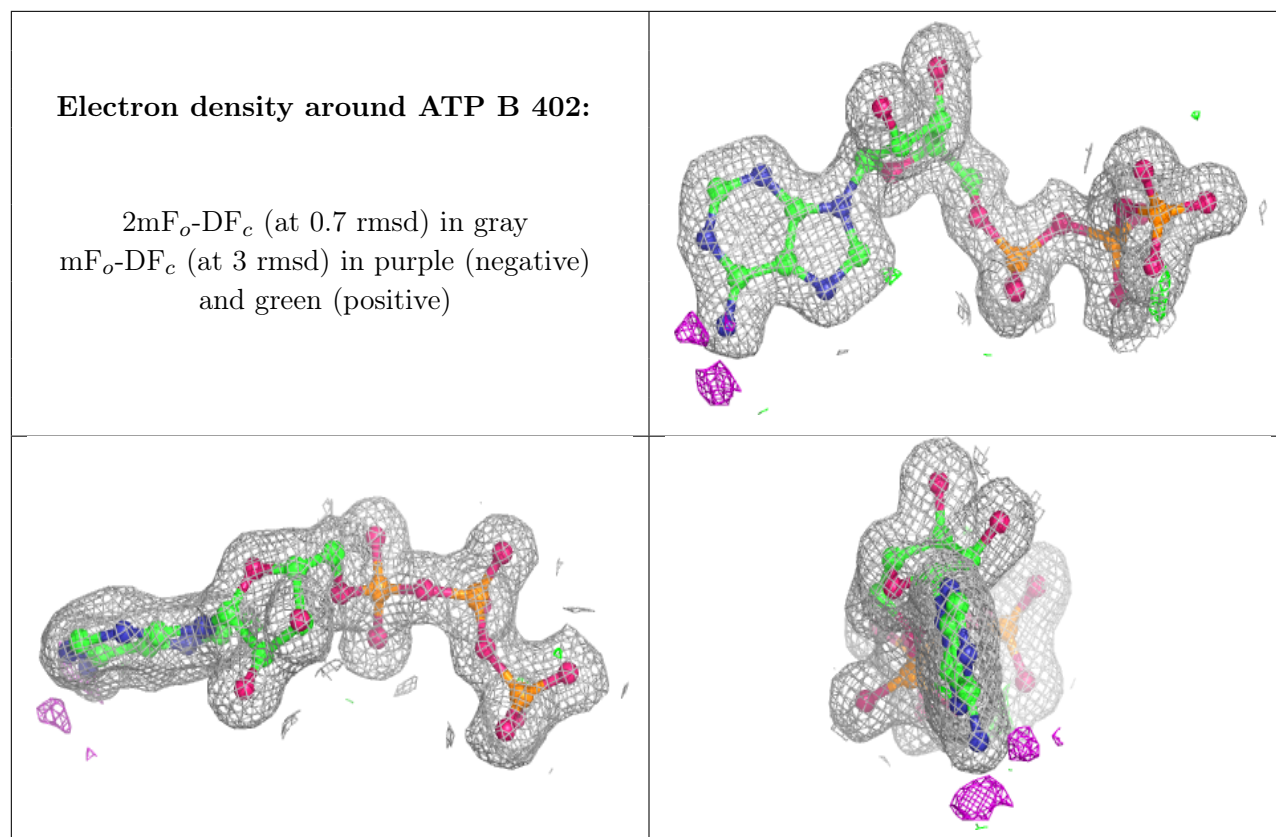 Electron density around ATP B 402:
2mFo-DFc (at 0.7 rmsd) in gray
mFo-DFc (at 3 rmsd) in purple (negative)
and green (positive)